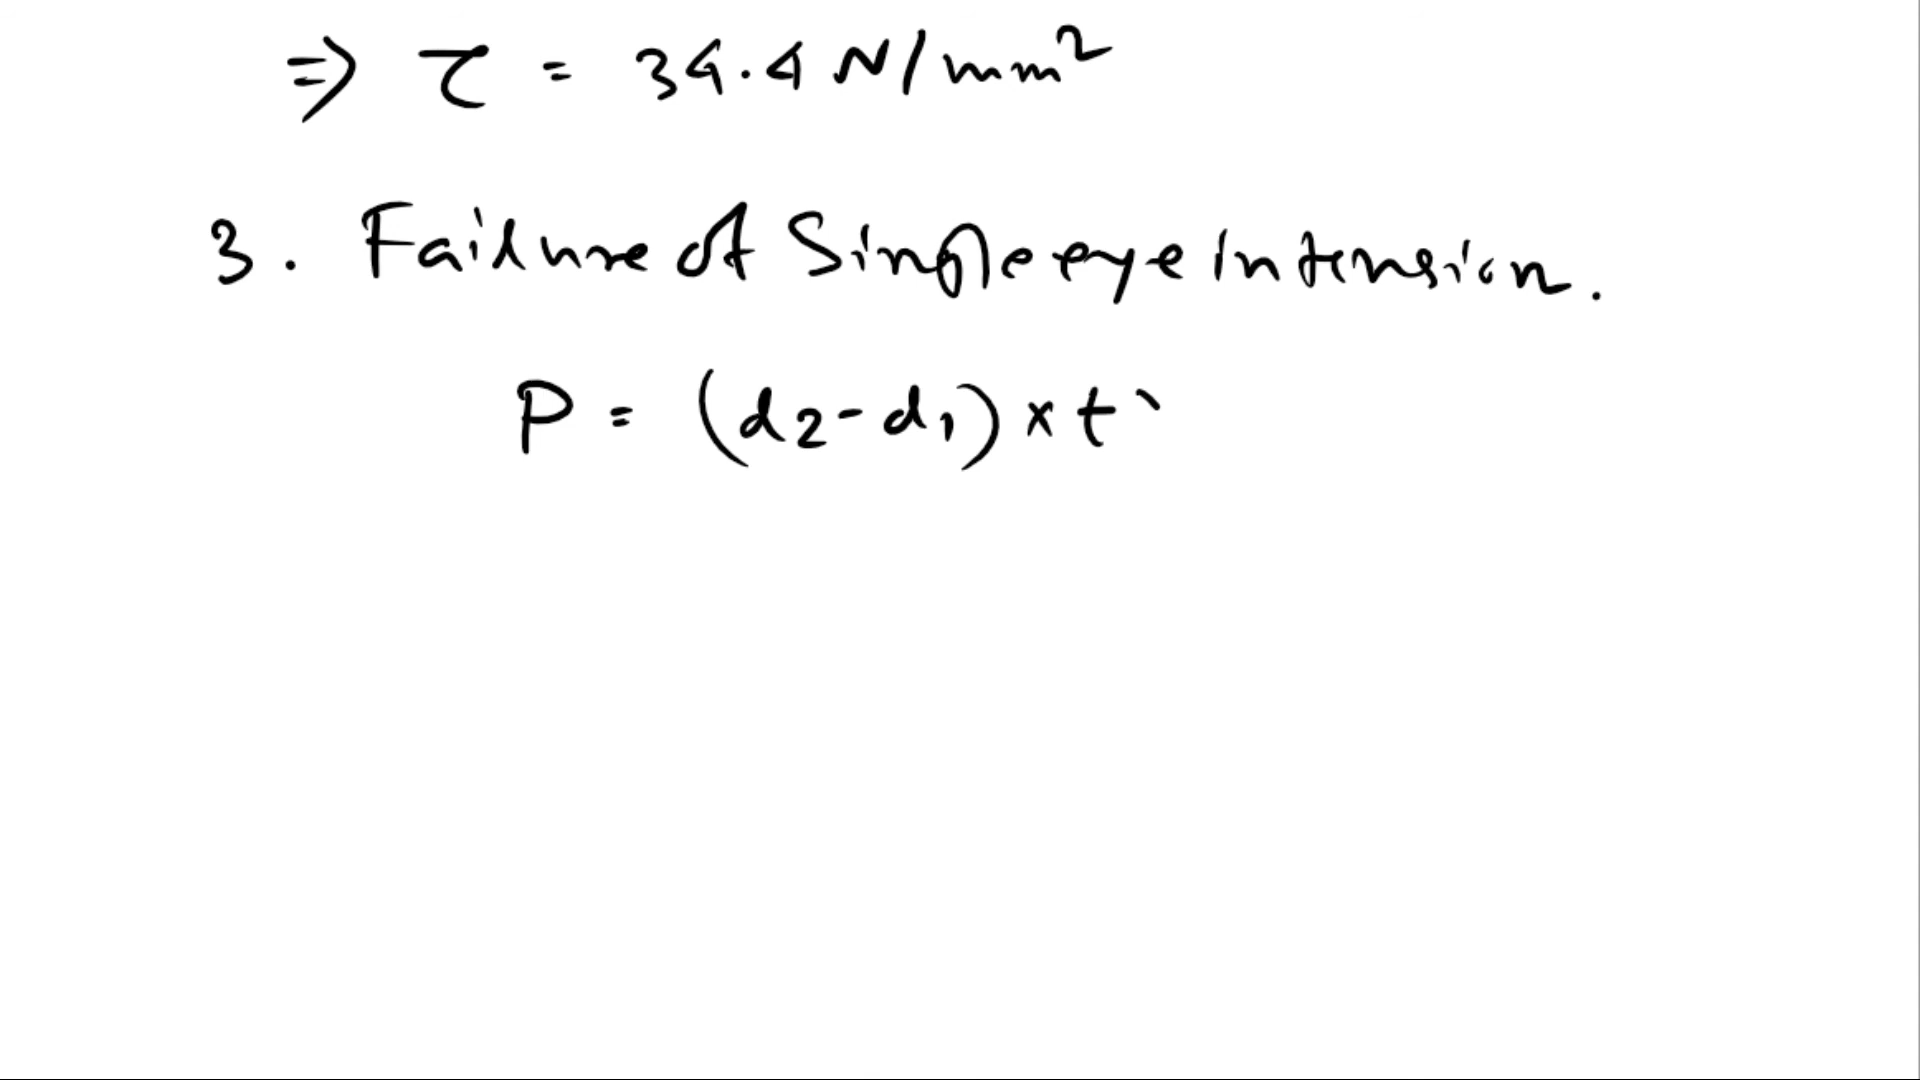 ⇒ τ = 34.4 N/mm²
3. Failure of Single eye in tension.
P = (d₂-d₁) x t